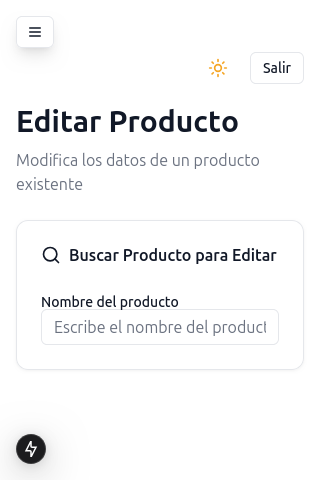 Salir
Editar Producto
Modifica los datos de un producto
existente
Buscar Producto para Editar
Nombre del producto
Escribe el nombre del product